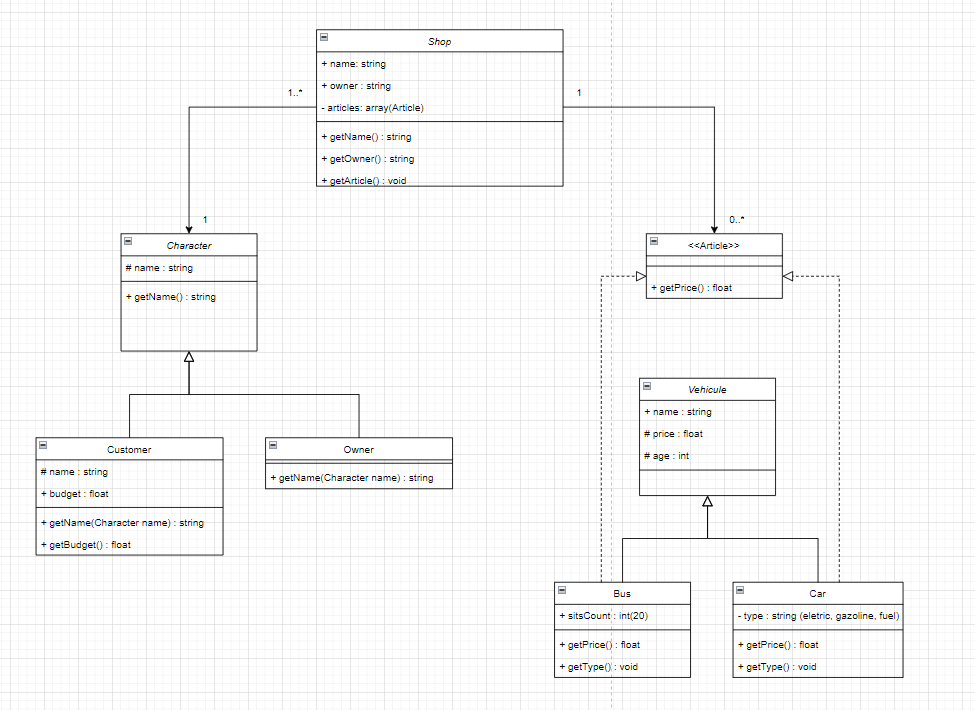 Shop
+ name: string
+ owner : string
- articles: array(Article)
+ getName() : string
+ getOwner() : string
+ getArticle() : void
1..*
1
1
0..*
Character
# name : string
+ getName() : string
<<Article>>
+ getPrice() : float
Vehicule
+ name : string
# price : float
# age : int
Customer
# name : string
+ budget : float
+ getName(Character name) : string
+ getBudget() : float
Owner
+ getName(Character name) : string
Bus
+ sitsCount : int(20)
+ getPrice() : float
+ getType() : void
Car
- type : string (eletric, gazoline, fuel)
+ getPrice() : float
+ getType() : void